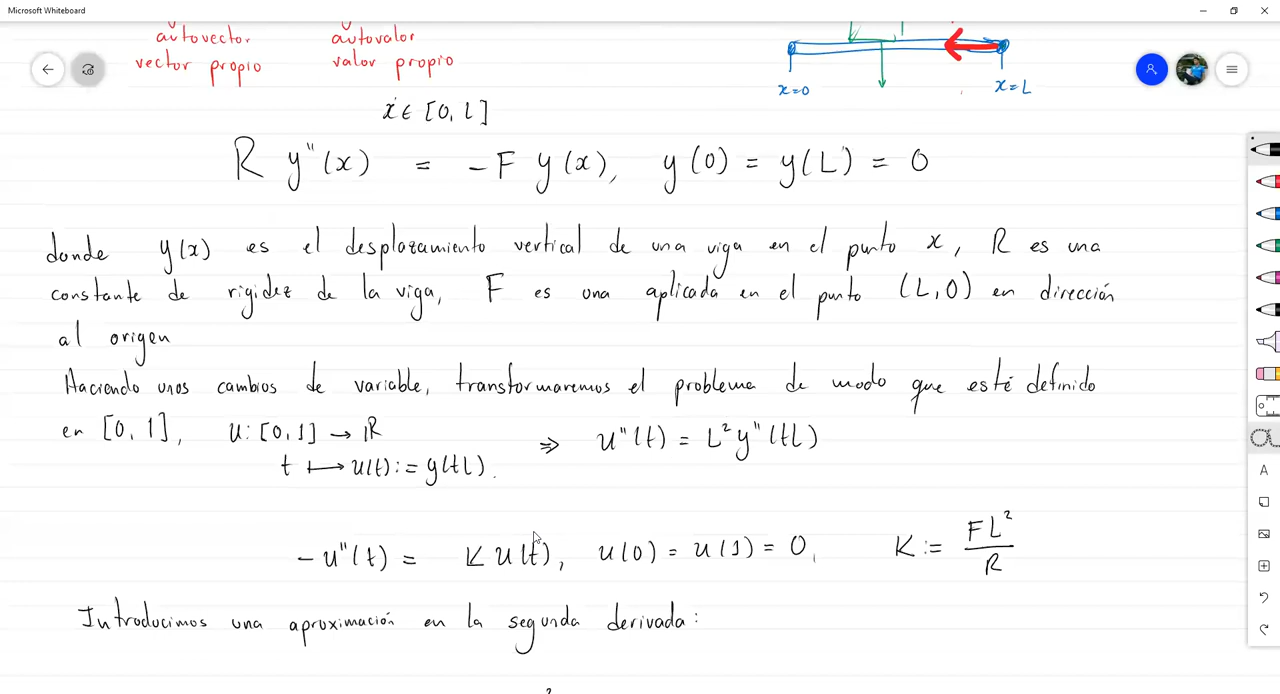 Microsoft Whiteboard
autovector autovalor
vector propio valor propio
x=0 x=L
x ∈ [0, L]
R y''(x) = -F y(x), y(0) = y(L) = 0
donde y(x) es el desplazamiento vertical de una viga en el punto x, R es una
constante de rigidez de la viga, F es una aplicada en el punto (L,0) en dirección
al origen
Haciendo unos cambios de variable, transformaremos el problema de modo que esté definido
en [0, 1], u: [0, 1] → ℝ ⇒ u''(t) = L² y''(tL)
t ⟼ u(t) := y(tL).
-u''(t) = K u(t), u(0) = u(1) = 0, K := FL²/R
Introducimos una aproximación en la segunda derivada:
A